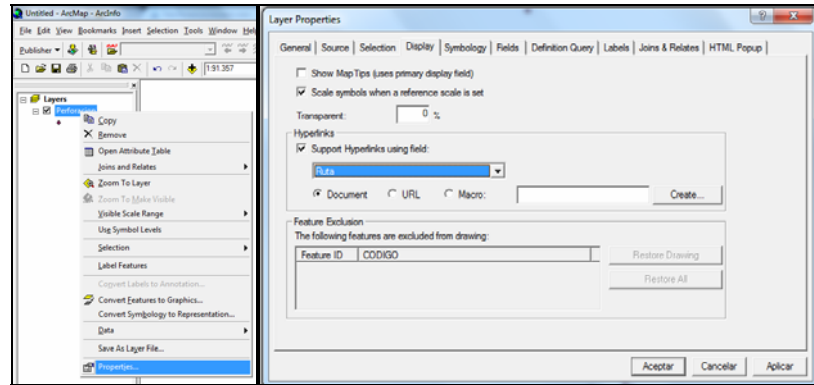 Untitled - ArcMap - ArcInfo
File Edit View Bookmarks Insert Selection Tools Window
Publisher
1:91.357
Layers
Copy
Remove
Open Attribute Table
Joins and Relates
Zoom To Layer
Zoom To Make Visible
Visible Scale Range
Use Symbol Levels
Selection
Label Features
Convert Labels to Annotation...
Convert Features to Graphics...
Convert Symbology to Representation...
Data
Save As Layer File...
Properties...
Layer Properties
General Source Selection Display Symbology Fields Definition Query Labels Joins & Relates HTML Popup
Show MapTips (uses primary display field)
Scale symbols when a reference scale is set
Transparent: 0 %
Hyperlinks
Support Hyperlinks using field:
Ruta
Document URL Macro: Create...
Feature Exclusion
The following features are excluded from drawing:
Feature ID CODIGO
Restore Drawing
Restore All
Aceptar Cancelar Aplicar